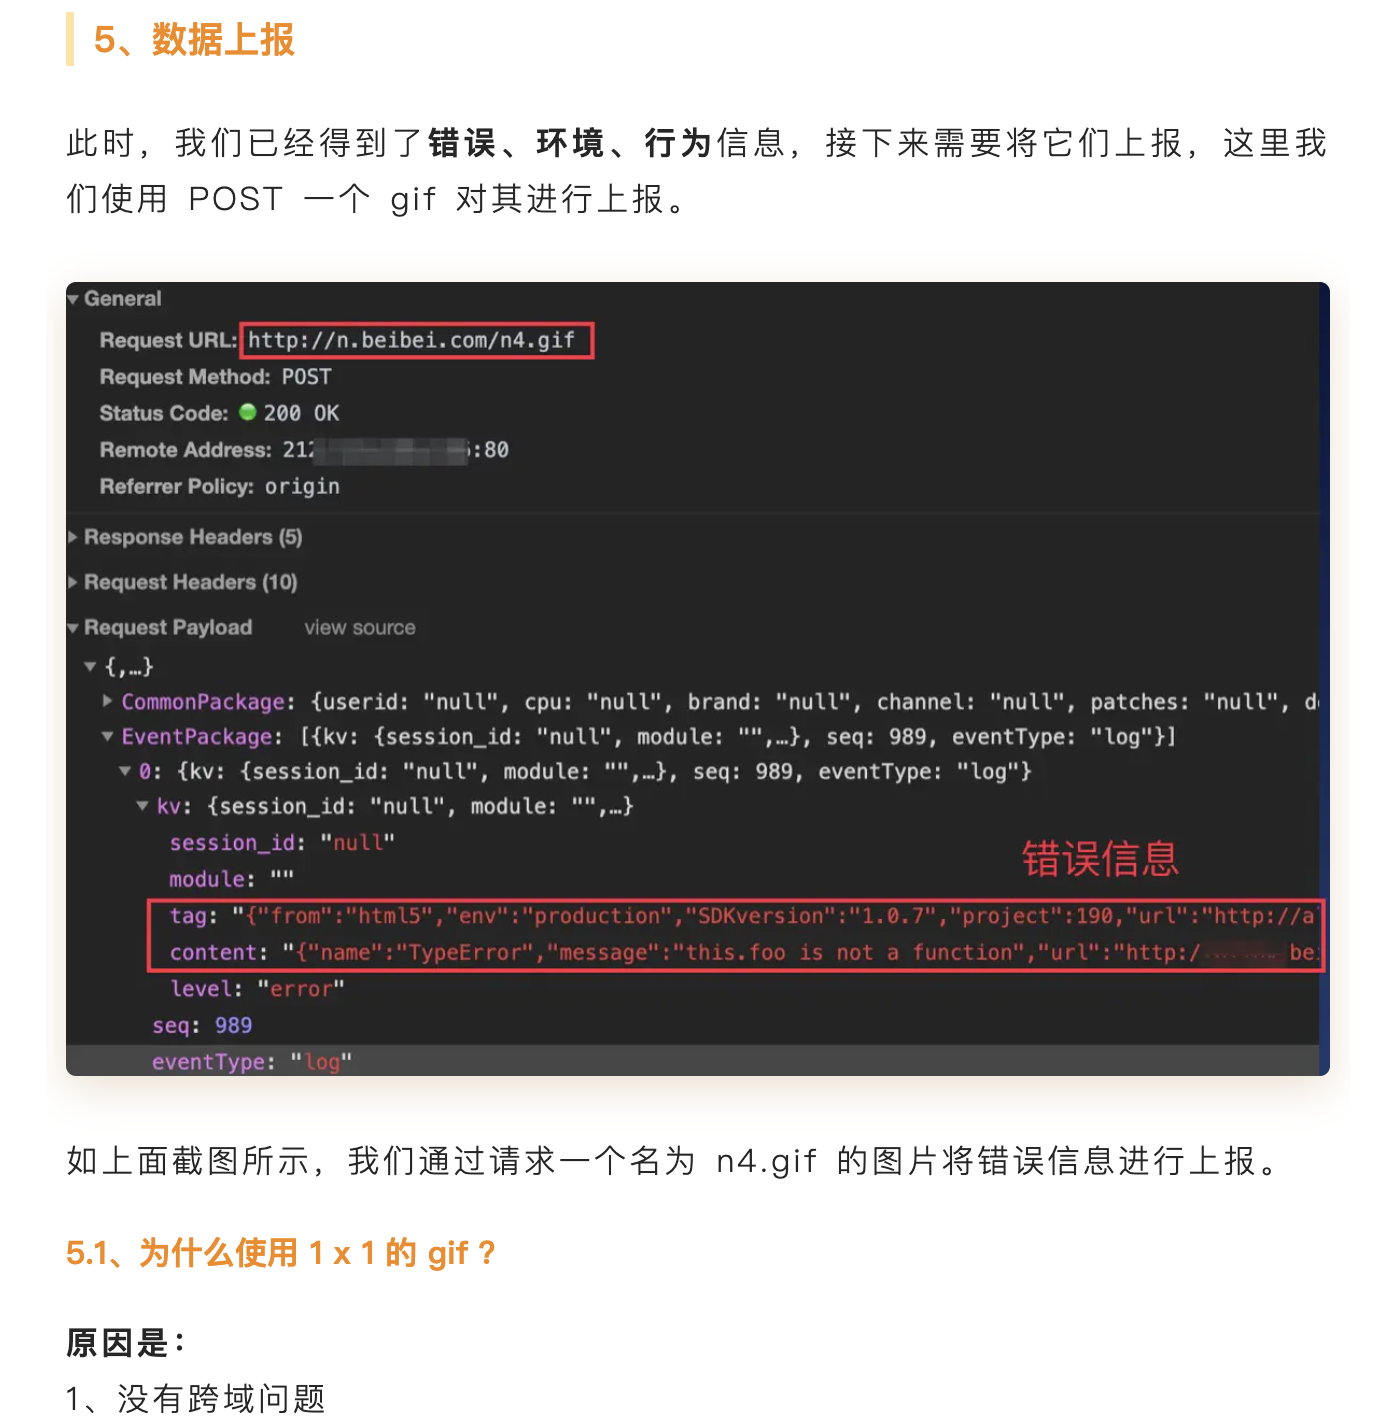 5、数据上报
此时，我们已经得到了错误、环境、行为信息，接下来需要将它们上报，这里我
们使用 POST 一个 gif 对其进行上报。
General
Request URL: http://n.beibei.com/n4.gif
Request Method: POST
Status Code: 200 OK
Remote Address: 212 :80
Referrer Policy: origin
Response Headers (5)
Request Headers (10)
Request Payload view source
{,…}
CommonPackage: {userid: "null", cpu: "null", brand: "null", channel: "null", patches: "null", d
EventPackage: [{kv: {session_id: "null", module: "",…}, seq: 989, eventType: "log"}]
0: {kv: {session_id: "null", module: "",…}, seq: 989, eventType: "log"}
kv: {session_id: "null", module: "",…}
session_id: "null"
错误信息
module: ""
tag: "{"from":"html5","env":"production","SDKversion":"1.0.7","project":190,"url":"http://a
content: "{"name":"TypeError","message":"this.foo is not a function","url":"http:/ bei
level: "error"
seq: 989
eventType: "log"
如上面截图所示，我们通过请求一个名为 n4.gif 的图片将错误信息进行上报。
5.1、为什么使用 1 x 1 的 gif？
原因是：
1、没有跨域问题